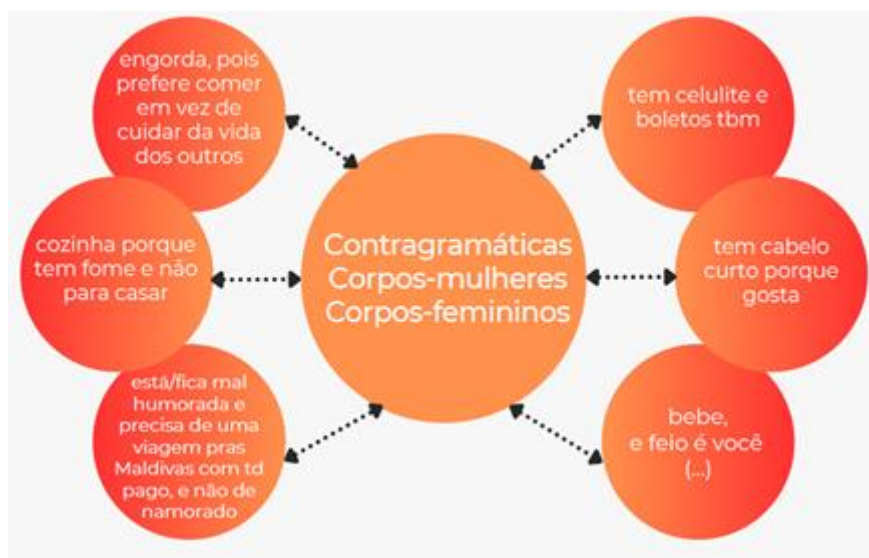 engorda, pois
prefere comer
em vez de
cuidar da vida
dos outros
cozinha porque
tem fome e não
para casar
está/fica mal
humorada e
precisa de uma
viagem pras
Maldivas com td
pago, e não de
namorado
Contragramáticas
Corpos-mulheres
Corpos-femininos
tem celulite e
boletos tbm
tem cabelo
curto porque
gosta
bebe,
e feio é você
(...)